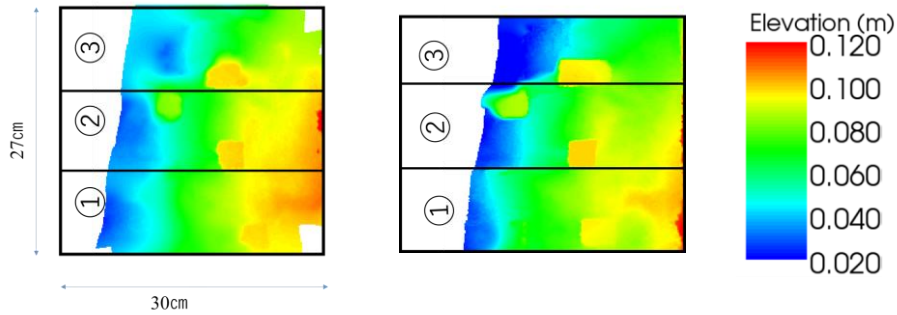 Elevation (m)
③ ③ 0.120
0.100
② ② 0.080
27cm
0.060
① ① 0.040
0.020
30cm